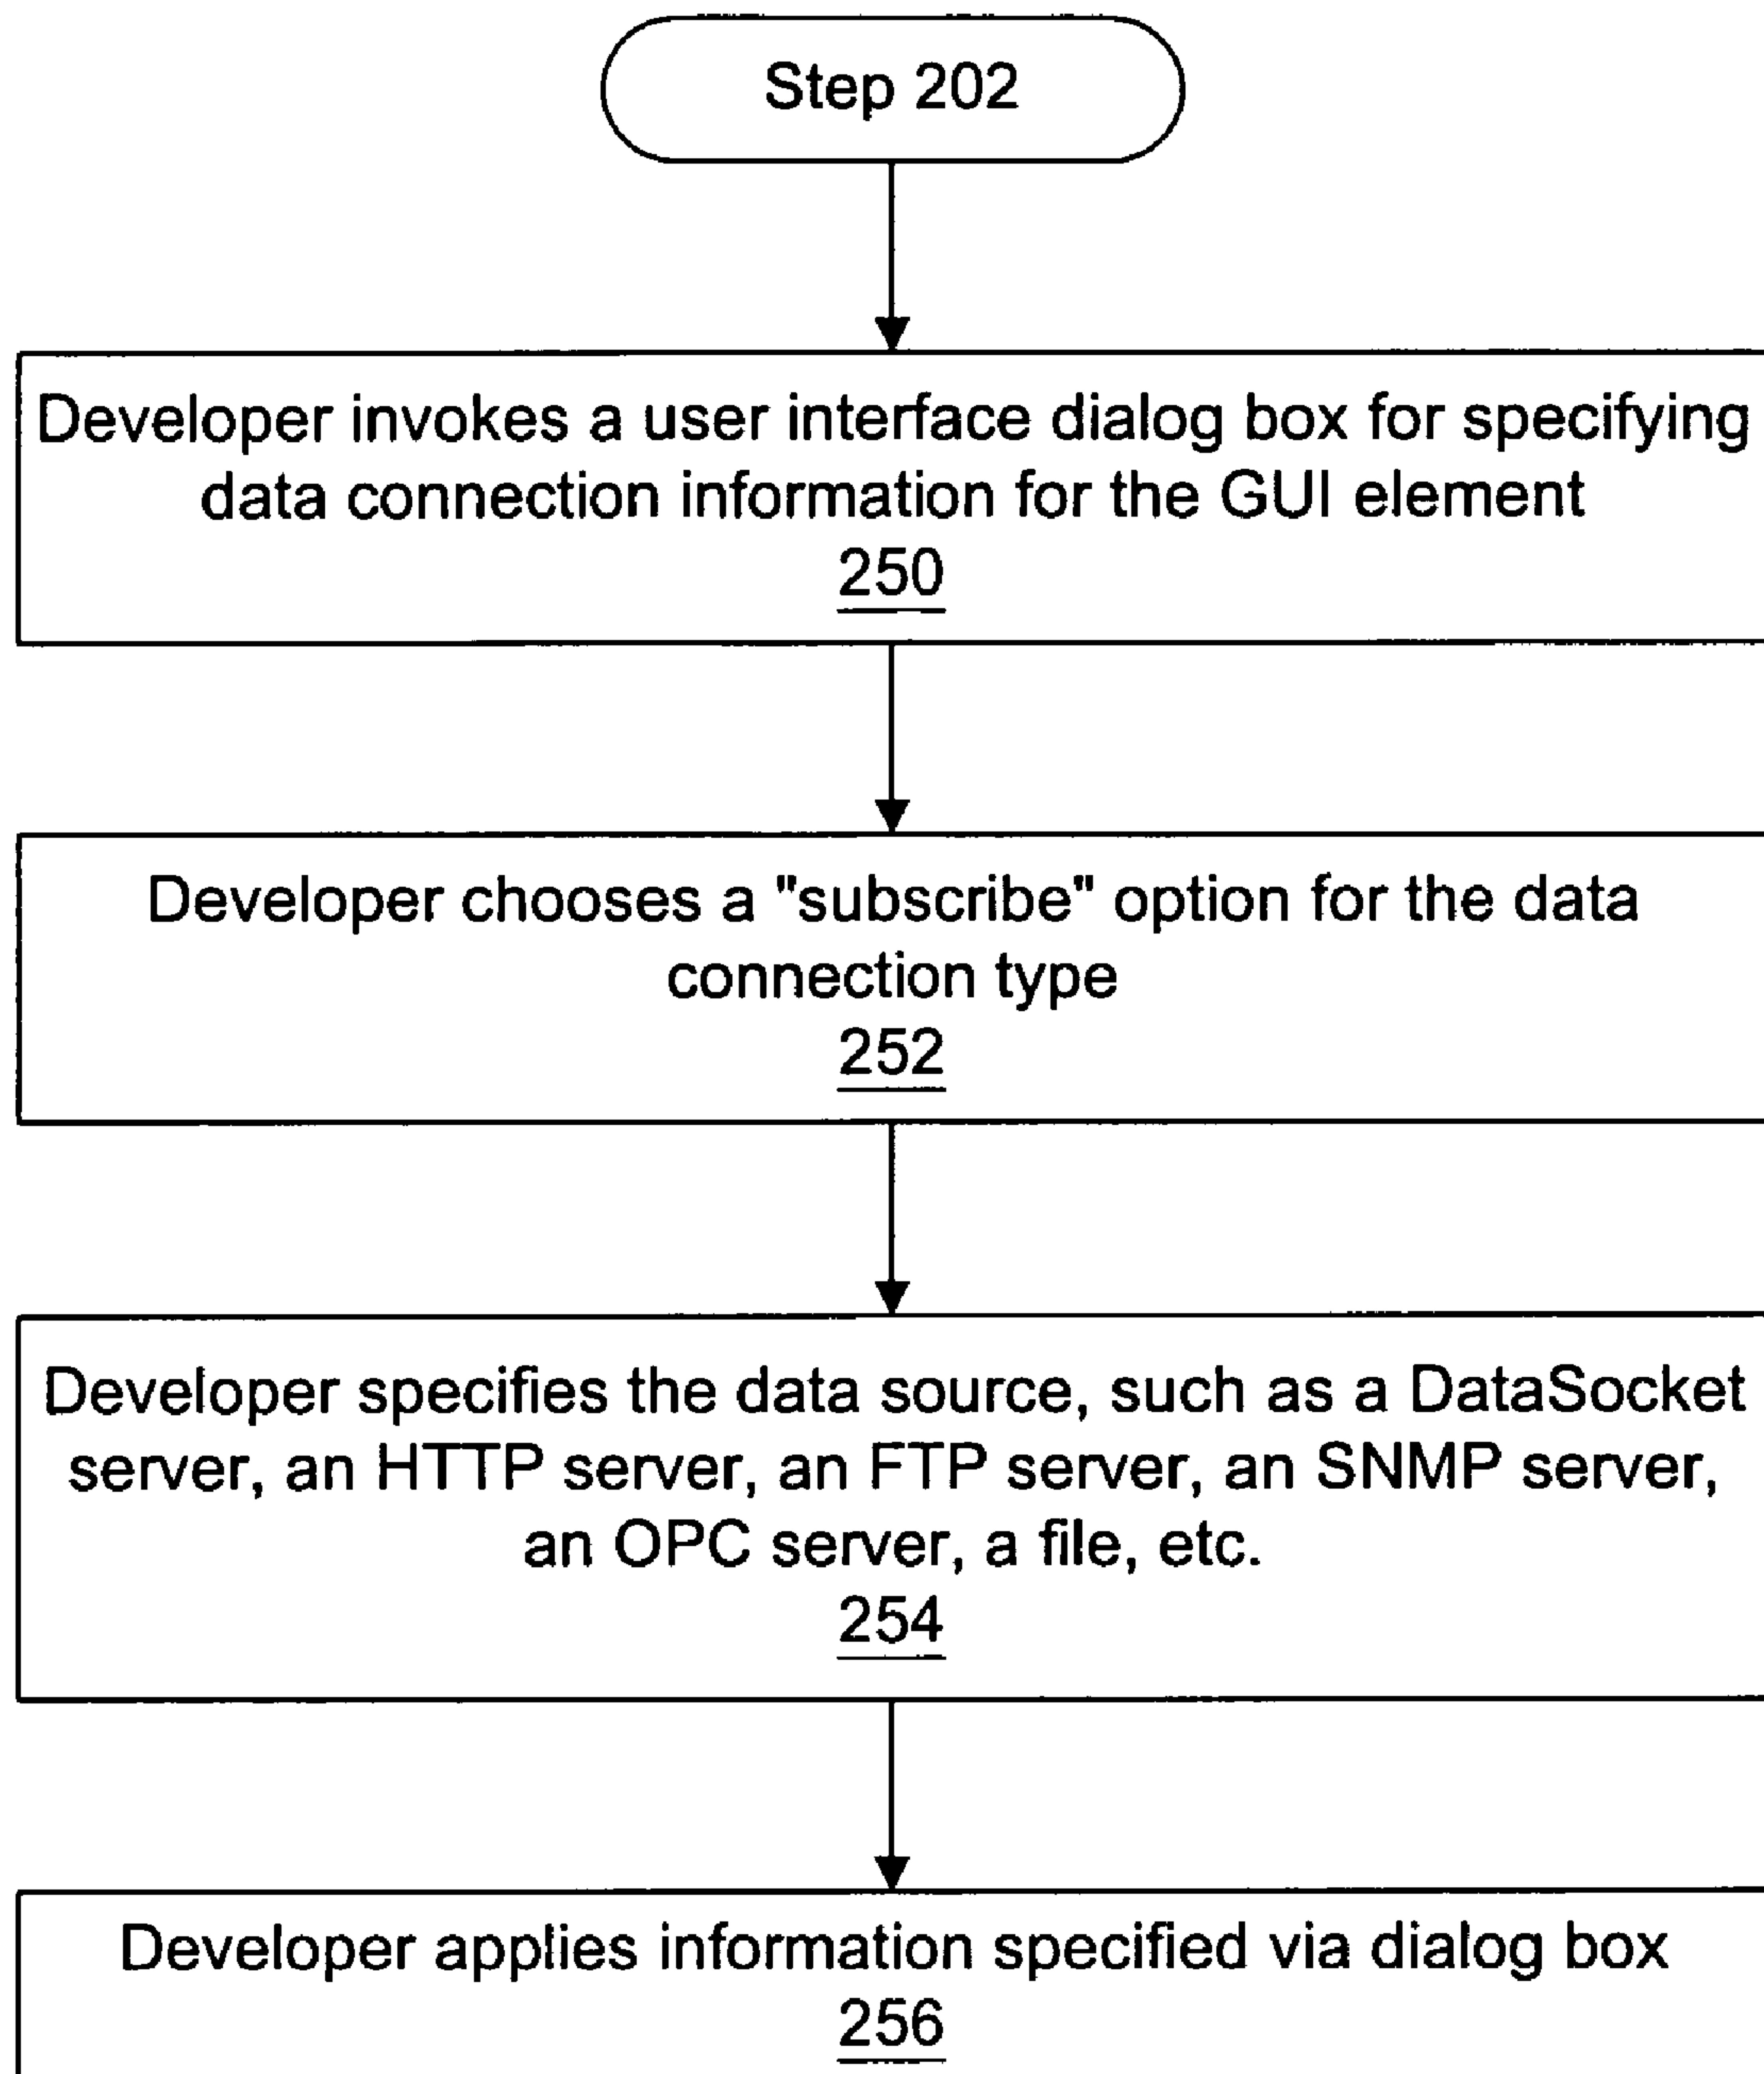 Step 202
Developer invokes a user interface dialog box for specifying
data connection information for the GUI element
250
Developer chooses a "subscribe" option for the data
connection type
252
Developer specifies the data source, such as a DataSocket
server, an HTTP server, an FTP server, an SNMP server,
an OPC server, a file, etc.
254
Developer applies information specified via dialog box
256